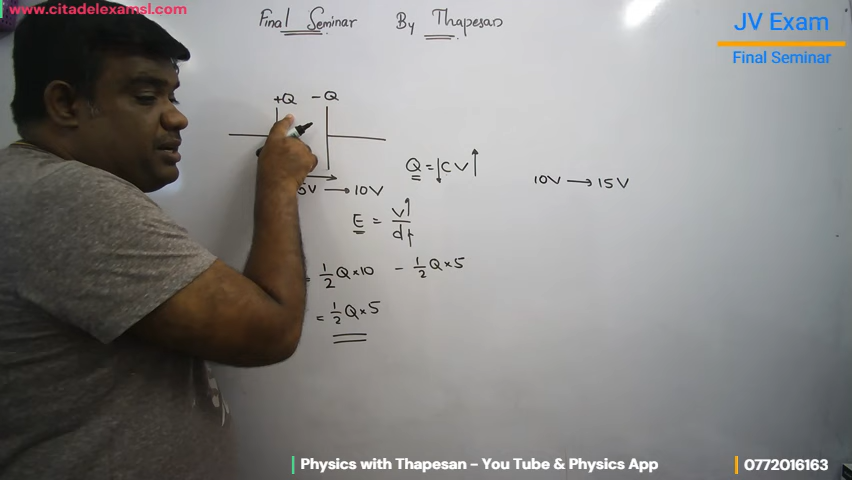 www.citadelexamsl.com
Final Seminar By Thapesan
JV Exam
Final Seminar
+Q -Q
Q = ↓CV↑
5V → 10V
10V → 15V
E = V↑/d↑
= 1/2 Q×10 - 1/2 Q×5
= 1/2 Q×5
Physics with Thapesan - You Tube & Physics App
0772016163